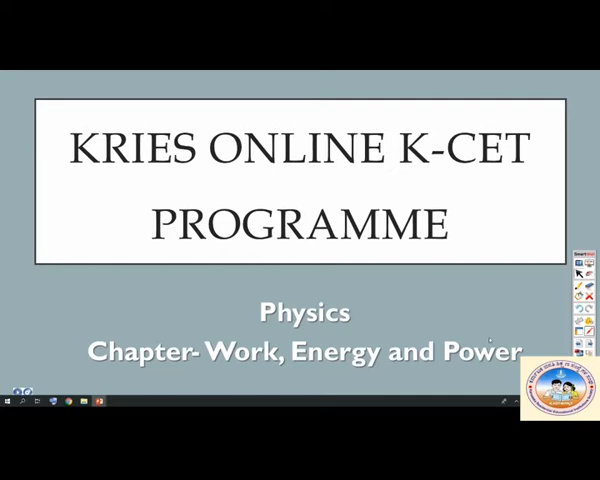 KRIES ONLINE K-CET
PROGRAMME
Physics
Chapter- Work, Energy and Power